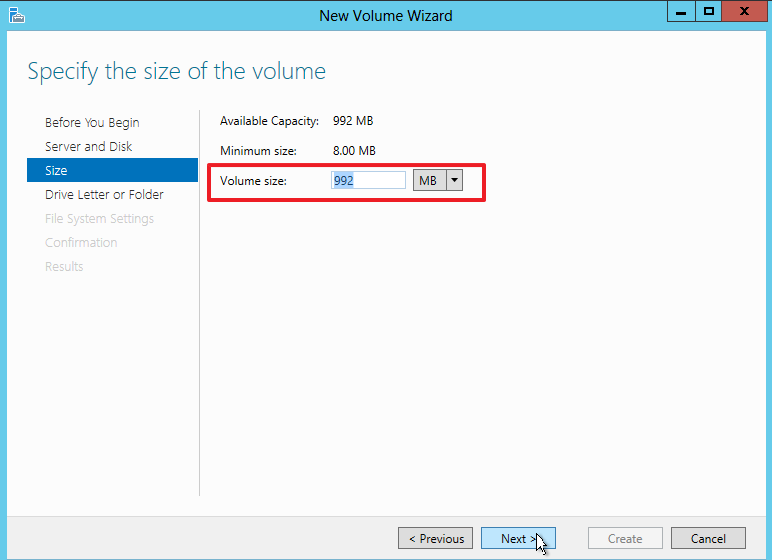 New Volume Wizard
Specify the size of the volume
Before You Begin
Server and Disk
Size
Drive Letter or Folder
File System Settings
Confirmation
Results
Available Capacity: 992 MB
Minimum size: 8.00 MB
Volume size: 992 MB
< Previous Next > Create Cancel